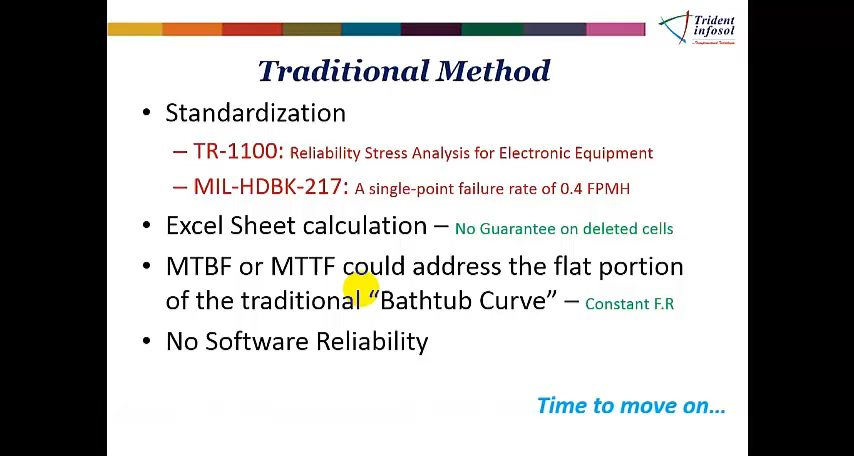 Trident
infosol
Traditional Method
• Standardization
– TR-1100: Reliability Stress Analysis for Electronic Equipment
– MIL-HDBK-217: A single-point failure rate of 0.4 FPMH
• Excel Sheet calculation – No Guarantee on deleted cells
• MTBF or MTTF could address the flat portion
of the traditional “Bathtub Curve” – Constant F.R
• No Software Reliability
Time to move on...